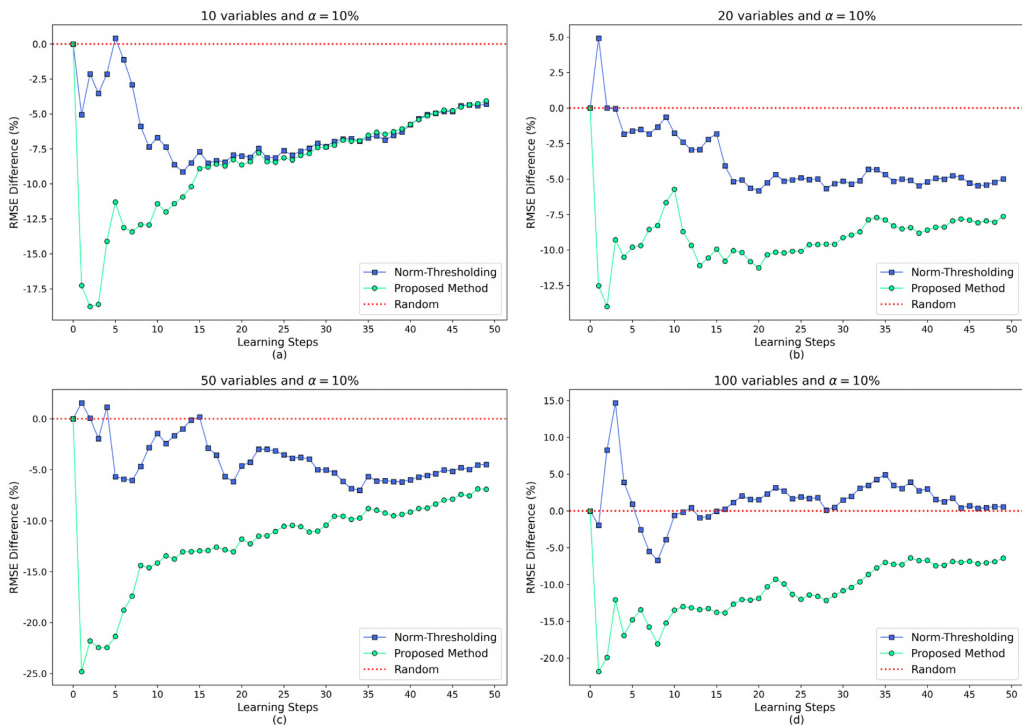 10 variables and α = 10%
0.0
-2.5
-5.0
-7.5
-10.0
-12.5
-15.0
-17.5
RMSE Difference (%)
Norm-Thresholding
Proposed Method
Random
0 5 10 15 20 25 30 35 40 45 50
Learning Steps
(a)
20 variables and α = 10%
5.0
2.5
0.0
-2.5
-5.0
-7.5
-10.0
-12.5
RMSE Difference (%)
Norm-Thresholding
Proposed Method
Random
0 5 10 15 20 25 30 35 40 45 50
Learning Steps
(b)
50 variables and α = 10%
0.0
-5.0
-10.0
-15.0
-20.0
-25.0
RMSE Difference (%)
Norm-Thresholding
Proposed Method
Random
0 5 10 15 20 25 30 35 40 45 50
Learning Steps
(c)
100 variables and α = 10%
15.0
10.0
5.0
0.0
-5.0
-10.0
-15.0
-20.0
RMSE Difference (%)
Norm-Thresholding
Proposed Method
Random
0 5 10 15 20 25 30 35 40 45 50
Learning Steps
(d)